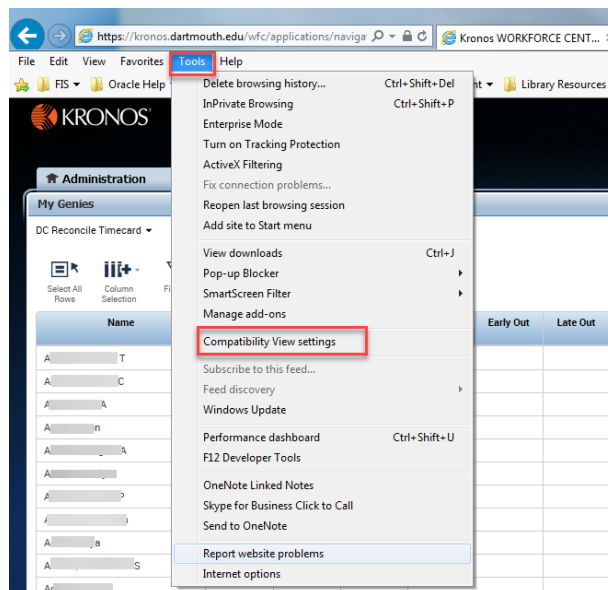 https://kronos.dartmouth.edu/wfc/applications/naviga
Kronos WORKFORCE CENT...
File Edit View Favorites Tools Help
FIS Oracle Help
Library Resources
KRONOS
Administration
My Genies
DC Reconcile Timecard
Select All Rows
Column Selection
Name
Early Out
Late Out
A T
A C
A A
A n
A A
A
A
A
A a
A S
Delete browsing history... Ctrl+Shift+Del
InPrivate Browsing Ctrl+Shift+P
Enterprise Mode
Turn on Tracking Protection
ActiveX Filtering
Fix connection problems...
Reopen last browsing session
Add site to Start menu
View downloads Ctrl+J
Pop-up Blocker
SmartScreen Filter
Manage add-ons
Compatibility View settings
Subscribe to this feed...
Feed discovery
Windows Update
Performance dashboard Ctrl+Shift+U
F12 Developer Tools
OneNote Linked Notes
Skype for Business Click to Call
Send to OneNote
Report website problems
Internet options